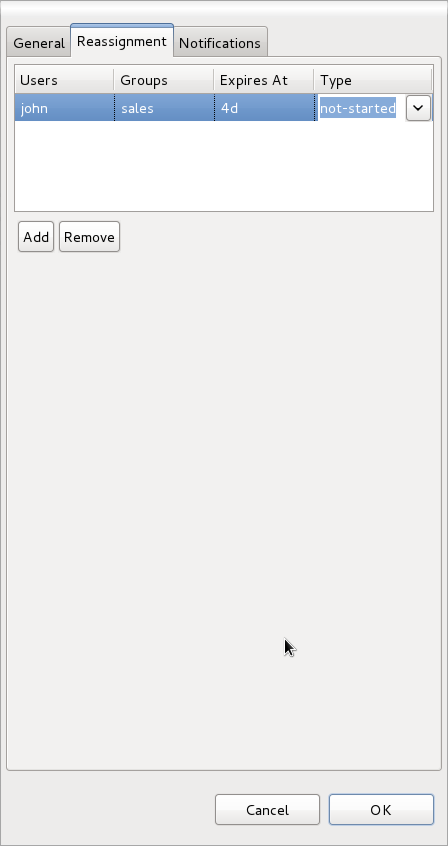 General Reassignment Notifications
Users Groups Expires At Type
john sales 4d not-started
Add Remove
Cancel OK